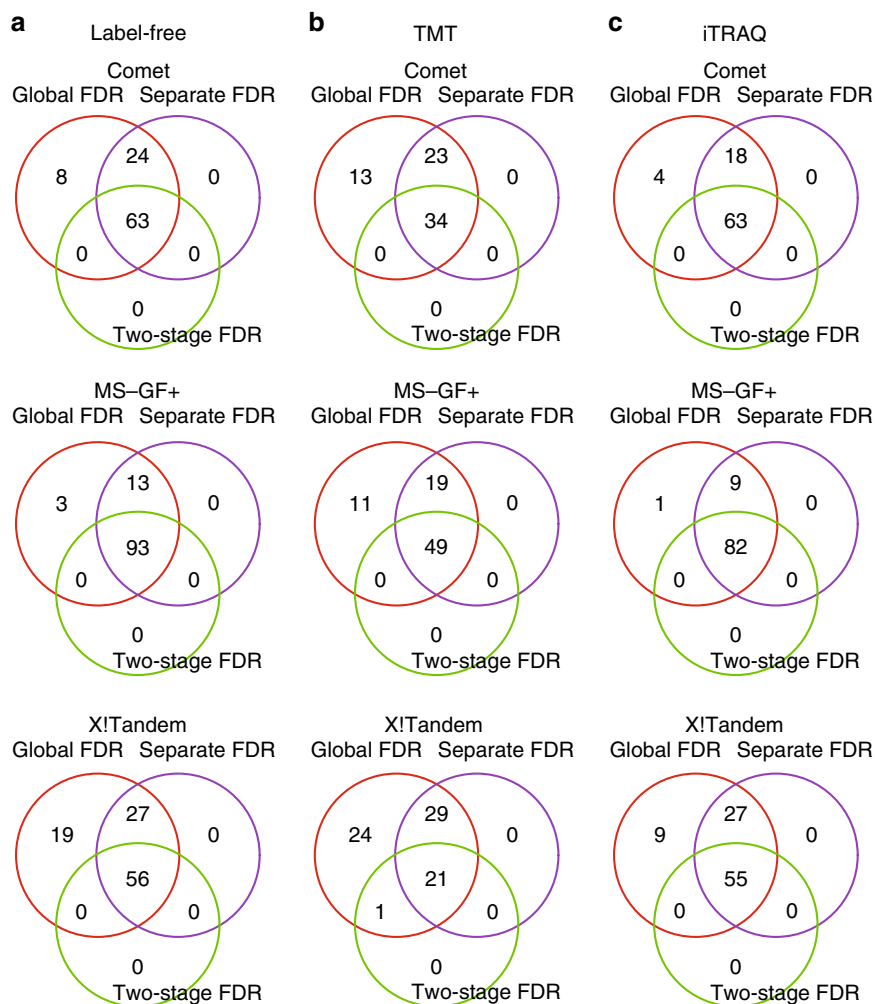 a Label-free b TMT c iTRAQ
Comet Comet Comet
Global FDR Separate FDR Global FDR Separate FDR Global FDR Separate FDR
24 23 18
8 0 13 0 4 0
63 34 63
0 0 0 0 0 0
0 0 0
Two-stage FDR Two-stage FDR Two-stage FDR
MS–GF+ MS–GF+ MS–GF+
Global FDR Separate FDR Global FDR Separate FDR Global FDR Separate FDR
13 19 9
3 0 11 0 1 0
93 49 82
0 0 0 0 0 0
0 0 0
Two-stage FDR Two-stage FDR Two-stage FDR
X!Tandem X!Tandem X!Tandem
Global FDR Separate FDR Global FDR Separate FDR Global FDR Separate FDR
27 29 27
19 0 24 0 9 0
56 21 55
0 0 1 0 0 0
0 0 0
Two-stage FDR Two-stage FDR Two-stage FDR